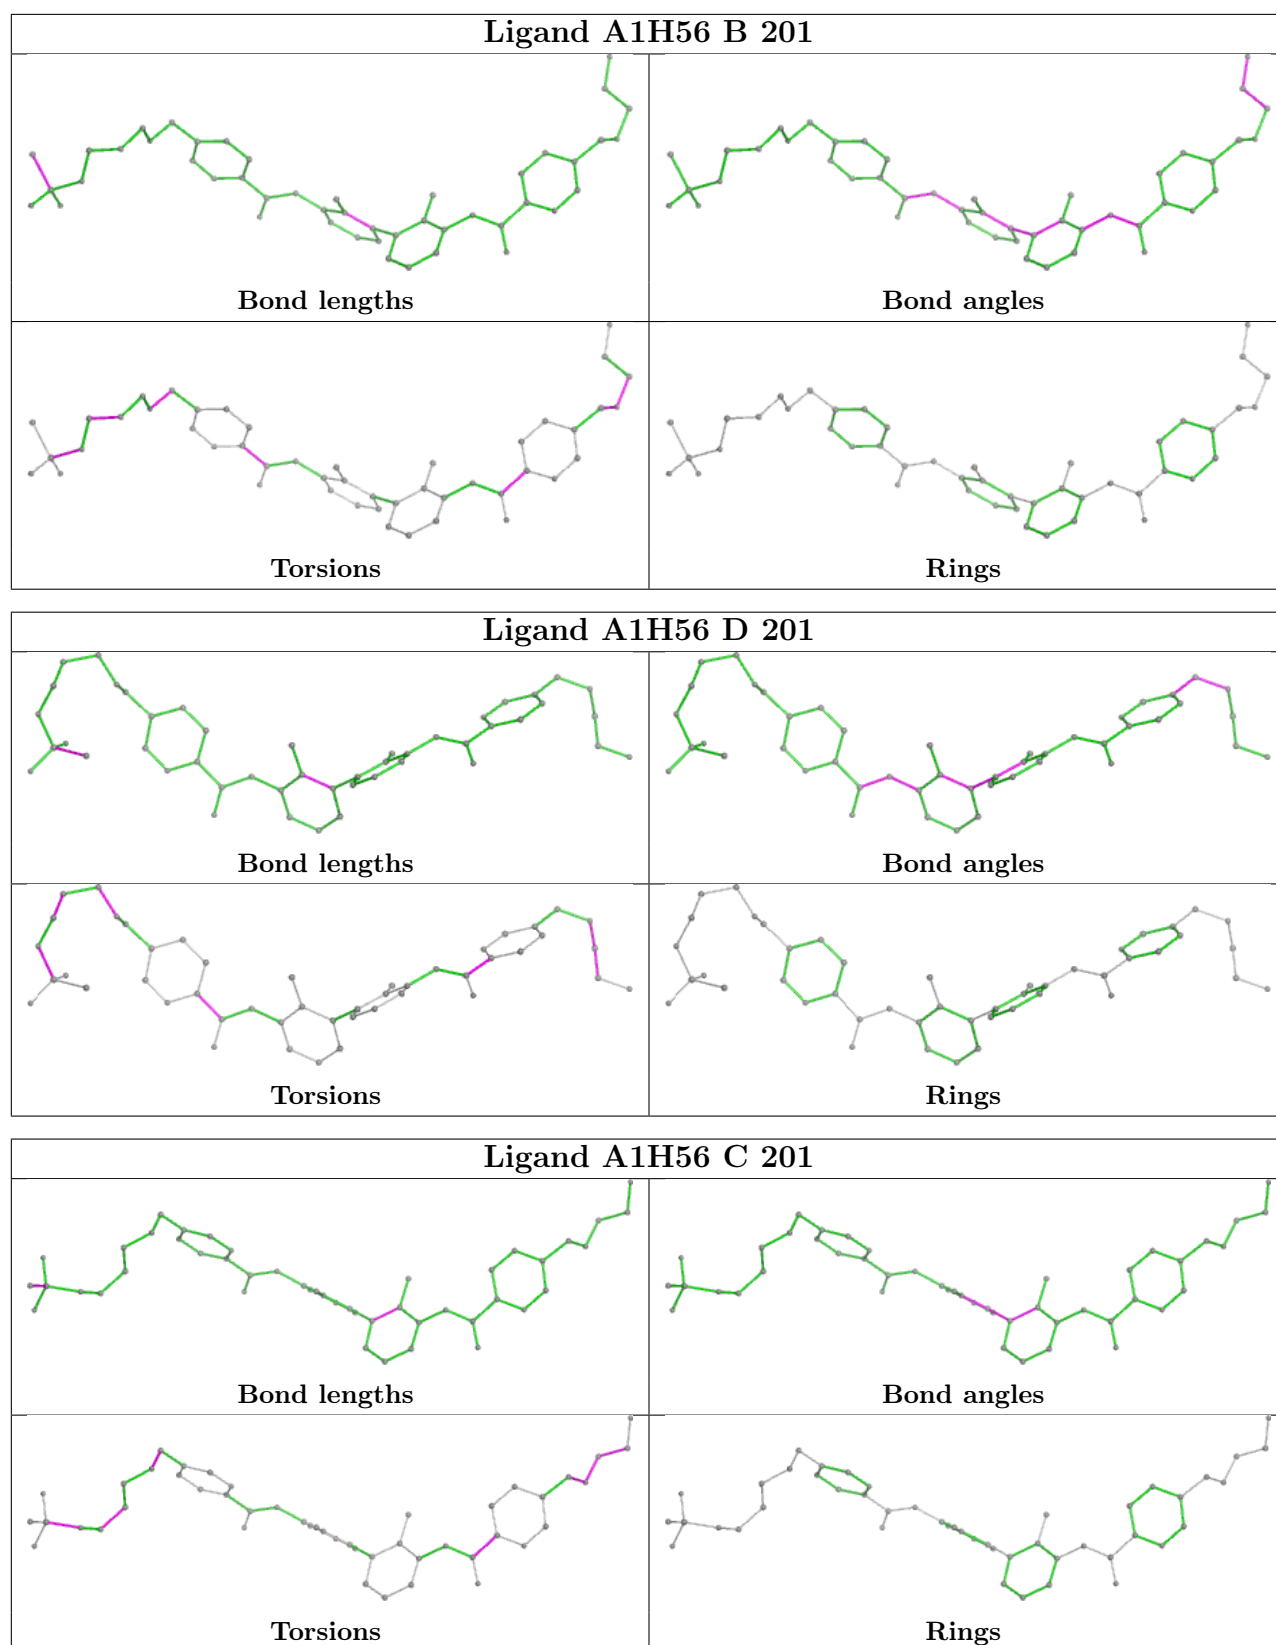 Ligand A1H56 B 201
Bond lengths
Bond angles
Torsions
Rings
Ligand A1H56 D 201
Bond lengths
Bond angles
Torsions
Rings
Ligand A1H56 C 201
Bond lengths
Bond angles
Torsions
Rings